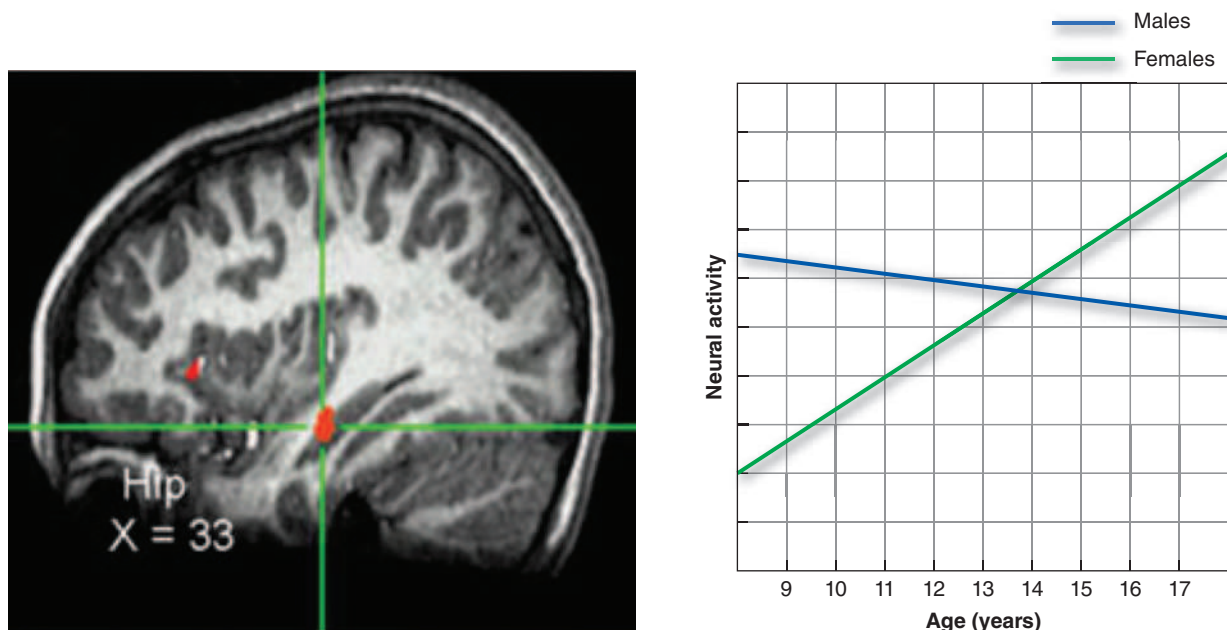 Hip
X = 33
Males
Females
Neural activity
9 10 11 12 13 14 15 16 17
Age (years)